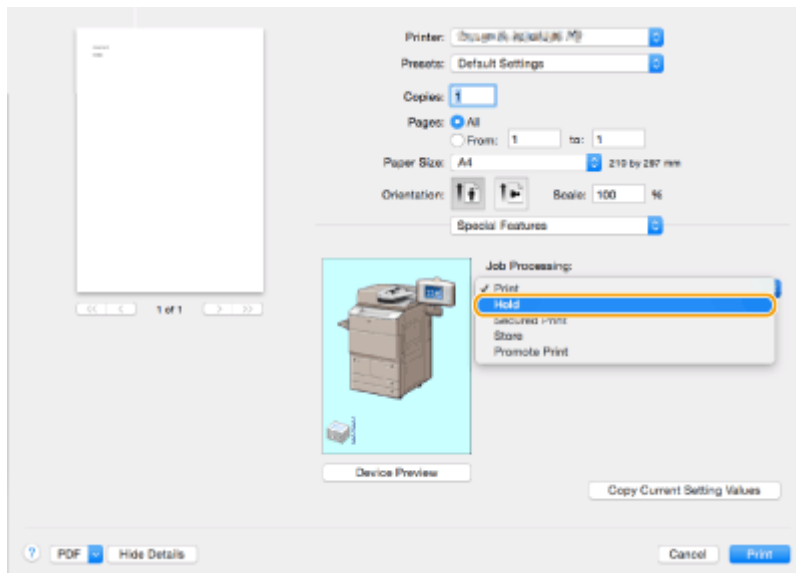 Printer:
Presets: Default Settings
Copies: 1
Pages: All
From: 1 to: 1
Paper Size: A4 210 by 297 mm
Orientation: Scale: 100 %
Special Features
Job Processing:
✓ Print
Hold
Secured Print
Store
Promote Print
<< < 1 of 1 > >>
Device Preview
Copy Current Setting Values
? PDF Hide Details Cancel Print